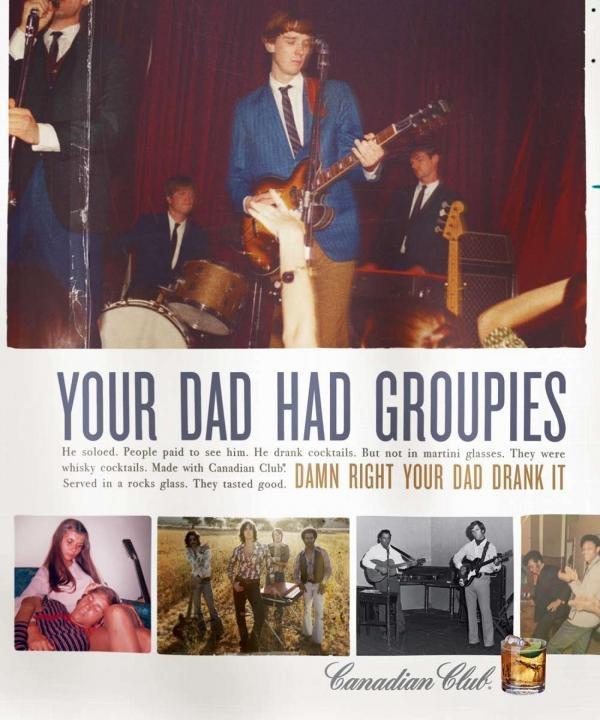 YOUR DAD HAD GROUPIES
He soloed. People paid to see him. He drank cocktails. But not in martini glasses. They were
whisky cocktails. Made with Canadian Club®.
Served in a rocks glass. They tasted good. DAMN RIGHT YOUR DAD DRANK IT
Canadian Club®